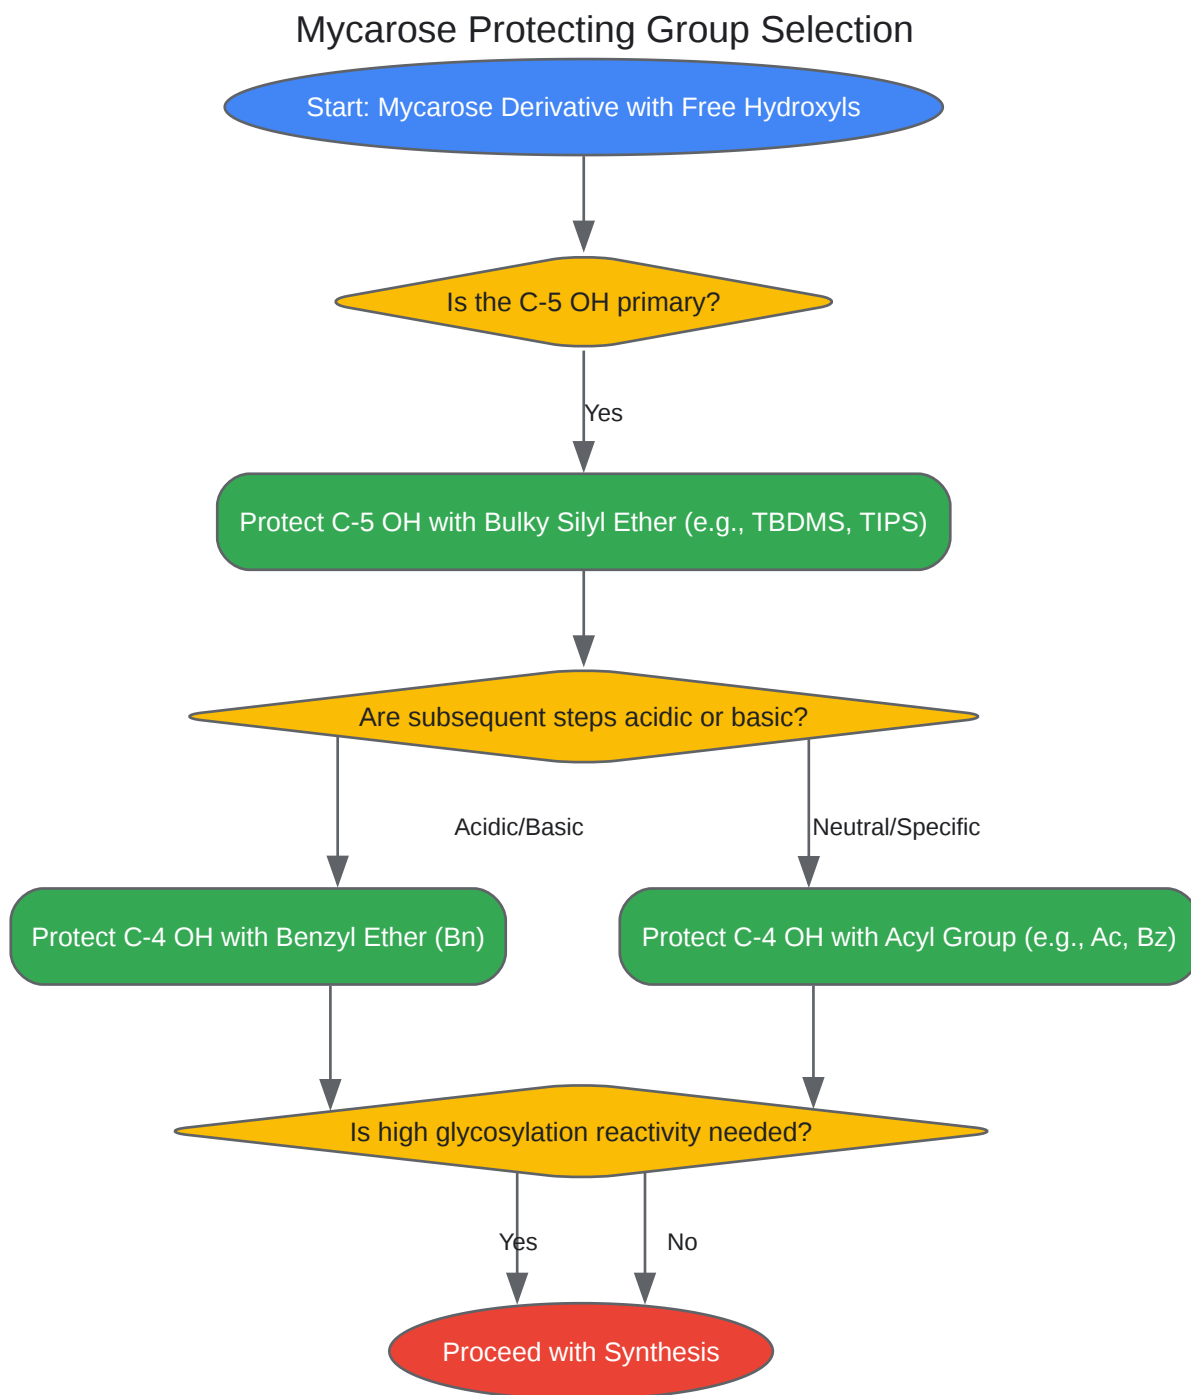 Mycarose Protecting Group Selection
Start: Mycarose Derivative with Free Hydroxyls
Is the C-5 OH primary?
Yes
Protect C-5 OH with Bulky Silyl Ether (e.g., TBDMS, TIPS)
Are subsequent steps acidic or basic?
Acidic/Basic
Neutral/Specific
Protect C-4 OH with Benzyl Ether (Bn)
Protect C-4 OH with Acyl Group (e.g., Ac, Bz)
Is high glycosylation reactivity needed?
Yes
No
Proceed with Synthesis